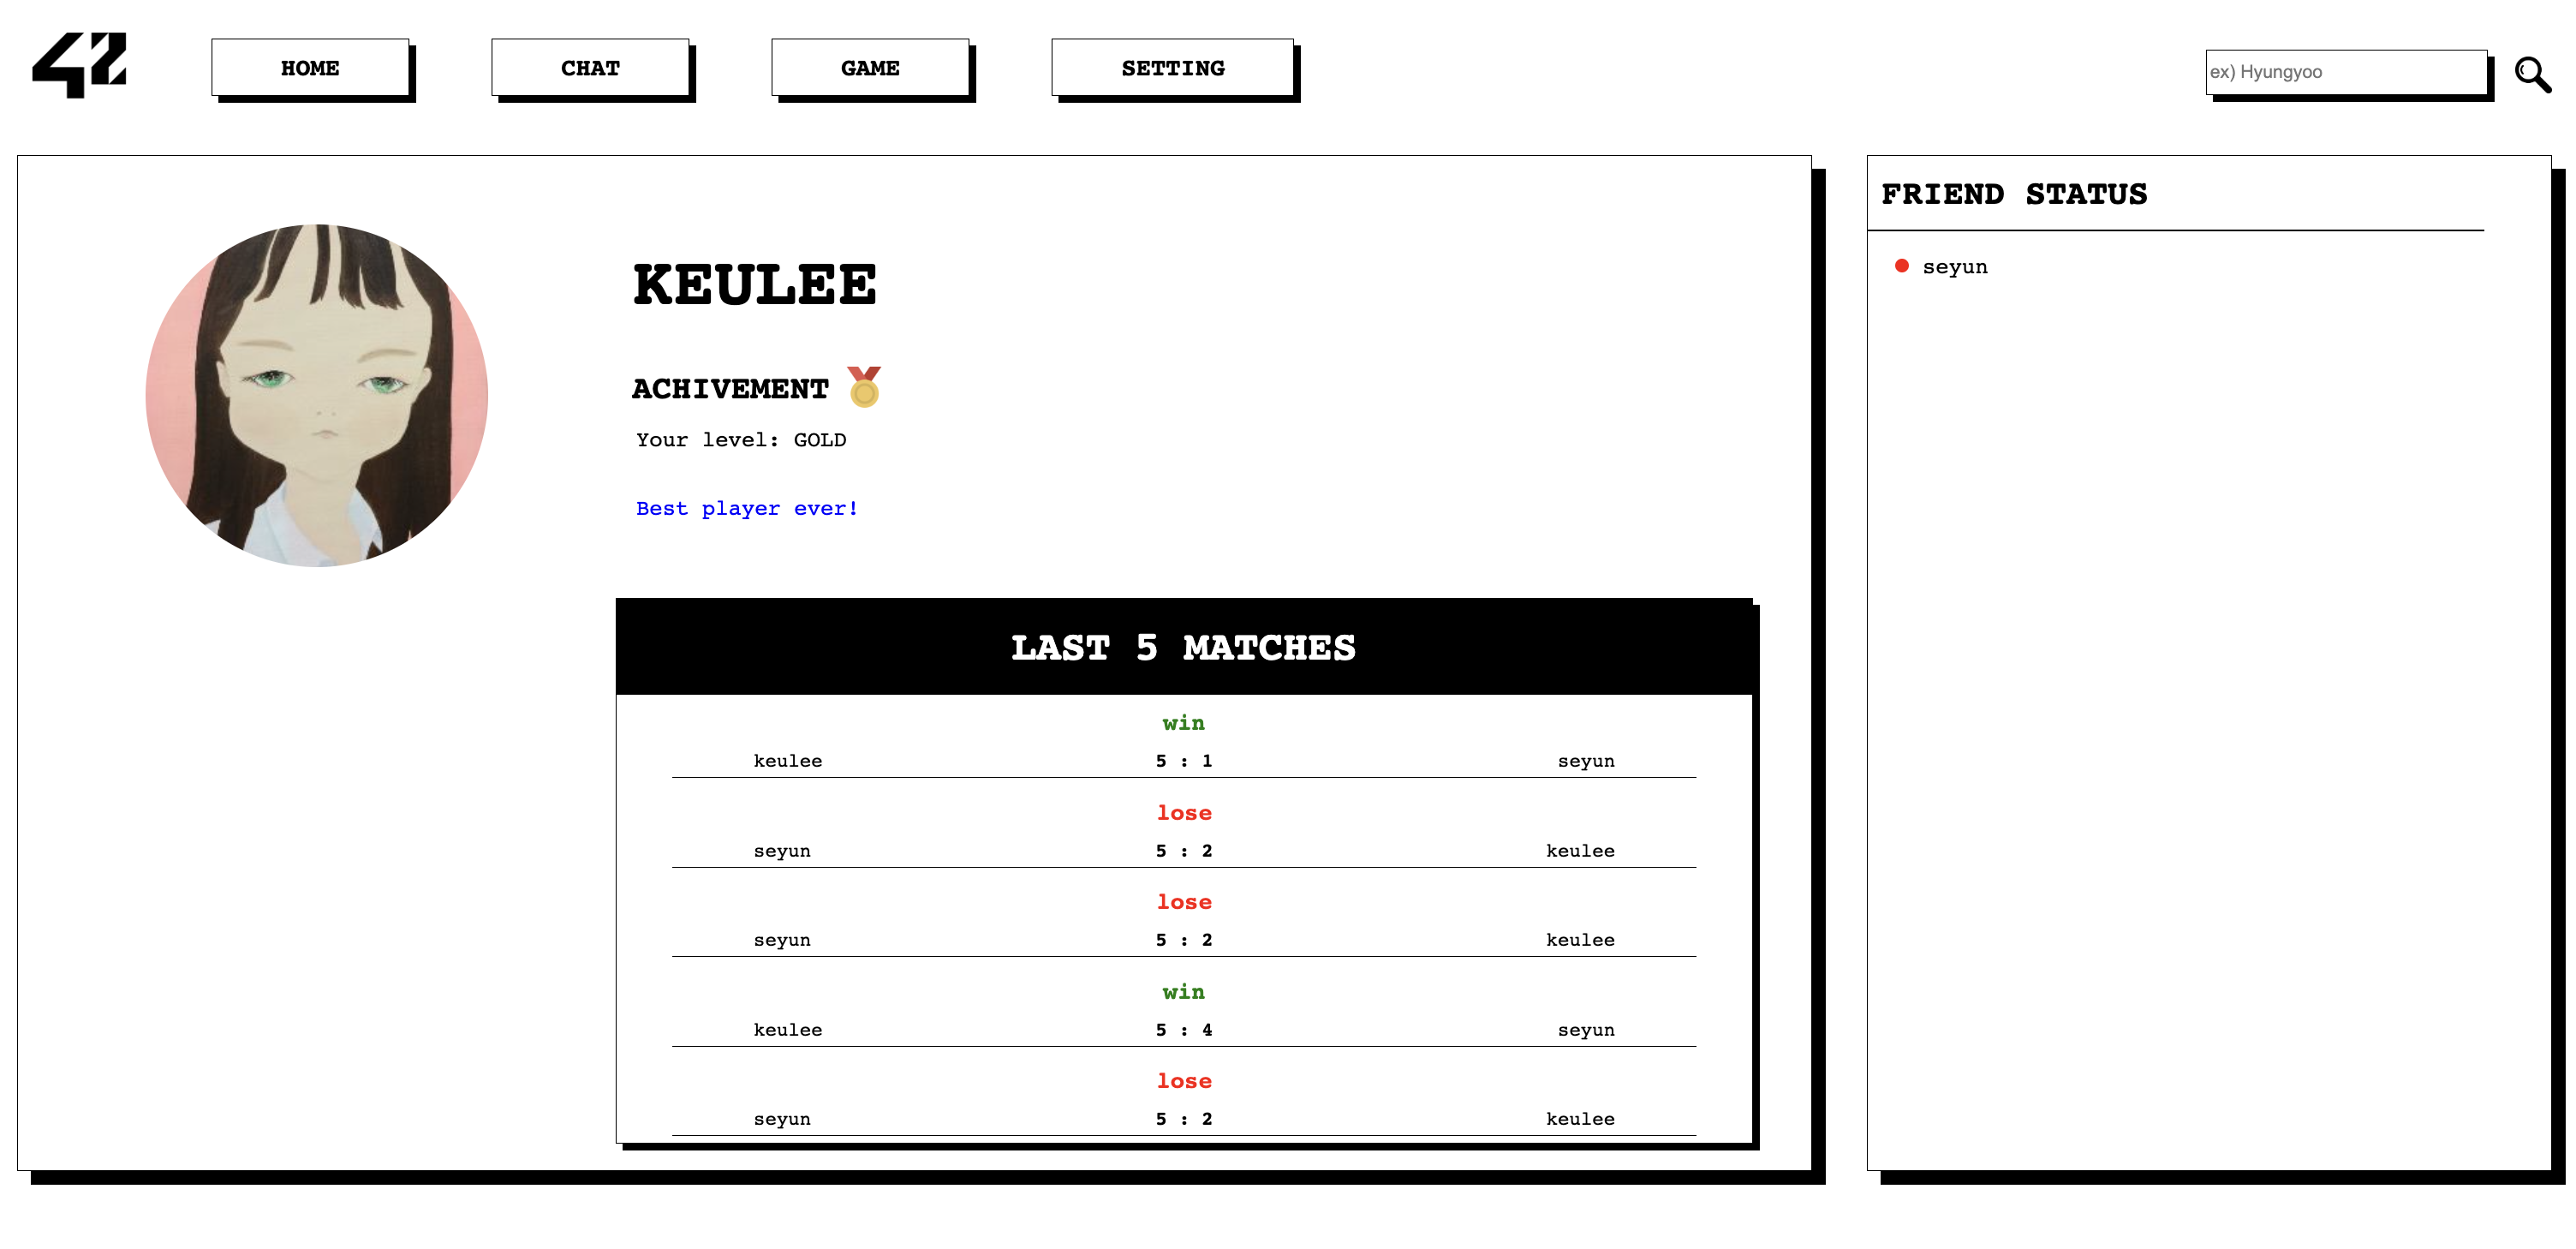 42
HOME
CHAT
GAME
SETTING
ex) Hyungyoo
KEULEE
ACHIVEMENT
Your level: GOLD
Best player ever!
LAST 5 MATCHES
win
keulee 5 : 1 seyun
lose
seyun 5 : 2 keulee
lose
seyun 5 : 2 keulee
win
keulee 5 : 4 seyun
lose
seyun 5 : 2 keulee
FRIEND STATUS
seyun